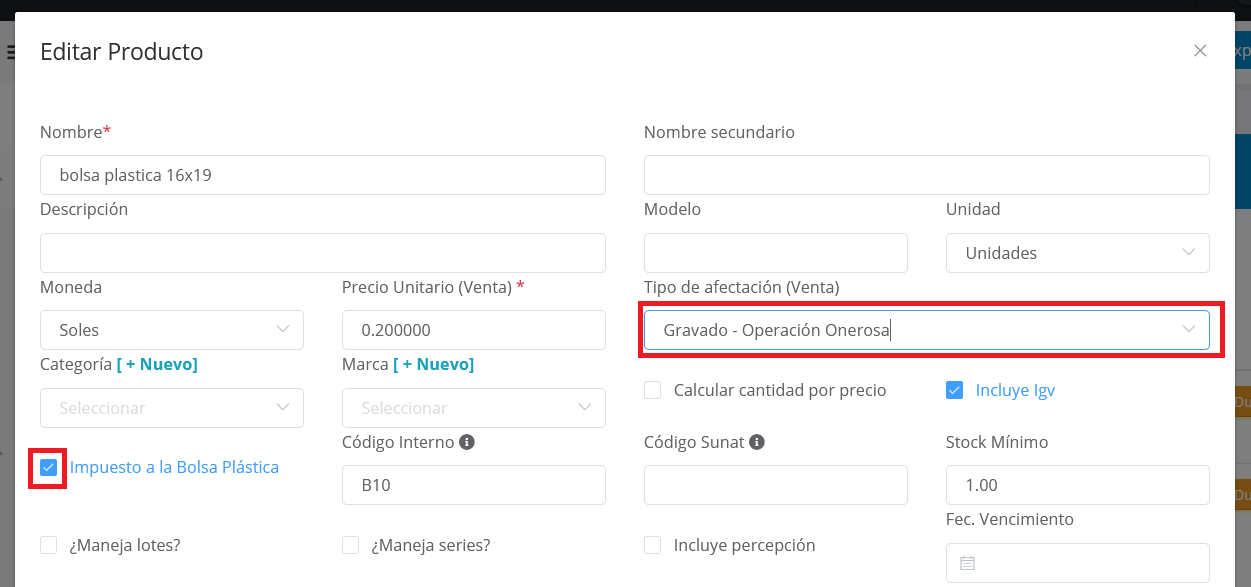 Editar Producto
xp
Nombre*
Nombre secundario
bolsa plastica 16x19
Descripción
Modelo
Unidad
Unidades
Moneda
Precio Unitario (Venta) *
Tipo de afectación (Venta)
Soles
0.200000
Gravado - Operación Onerosa
Categoría [ + Nuevo]
Marca [ + Nuevo]
Calcular cantidad por precio
Incluye Igv
Seleccionar
Seleccionar
Du
Código Interno
Código Sunat
Stock Mínimo
Impuesto a la Bolsa Plástica
B10
1.00
Du
Fec. Vencimiento
¿Maneja lotes?
¿Maneja series?
Incluye percepción